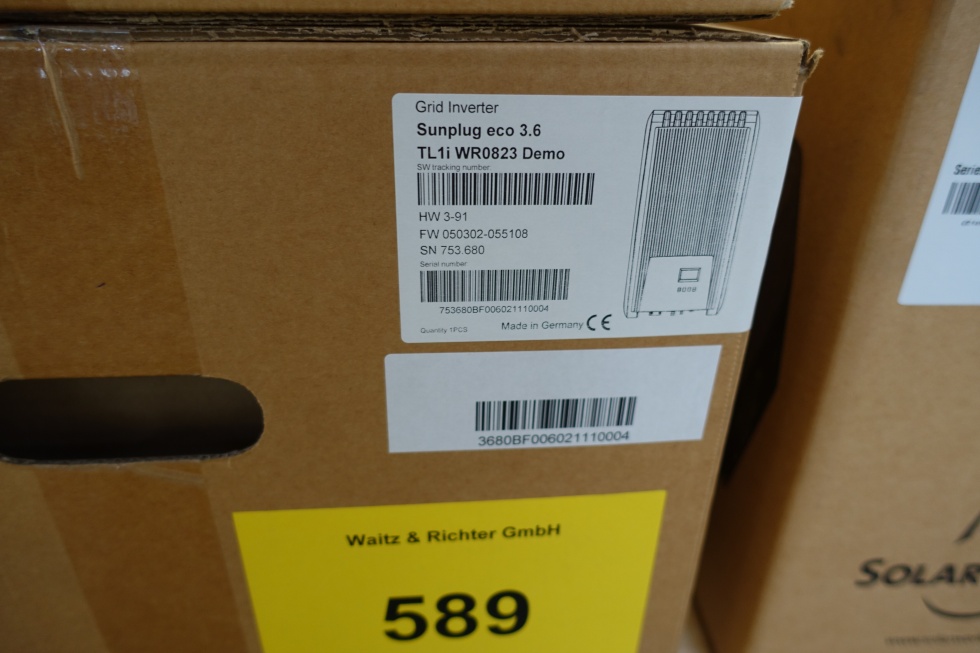 Grid Inverter
Sunplug eco 3.6
TL1i WR0823 Demo
SW tracking number
HW 3-91
FW 050302-055108
SN 753.680
Serial number
753680BF006021110004
Quantity 1PCS
Made in Germany CE
3680BF006021110004
Waitz & Richter GmbH
589
Serie
SOLAR